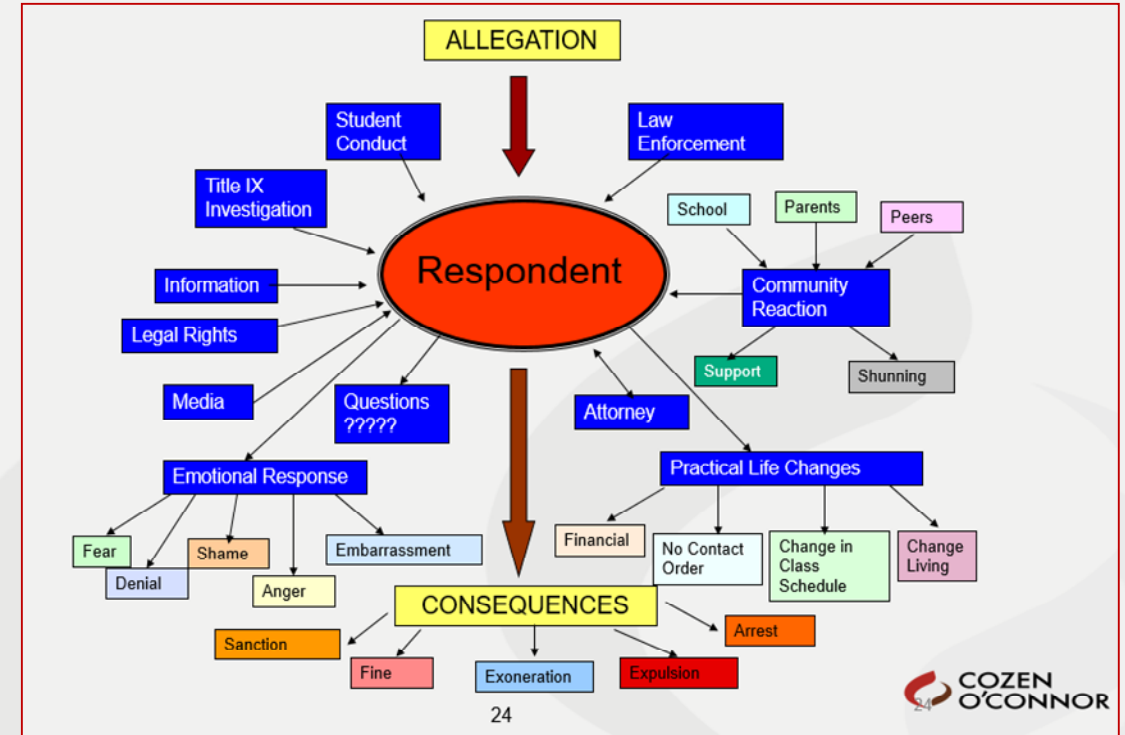 ALLEGATION
Student
Conduct
Law
Enforcement
Title IX
Investigation
School
Parents
Peers
Respondent
Information
Community
Reaction
Legal Rights
Support
Shunning
Media
Questions
?????
Attorney
Emotional Response
Practical Life Changes
Fear
Denial
Shame
Anger
Embarrassment
Financial
No Contact
Order
Change in
Class
Schedule
Change
Living
CONSEQUENCES
Sanction
Fine
Exoneration
Expulsion
Arrest
24
24
COZEN
O'CONNOR